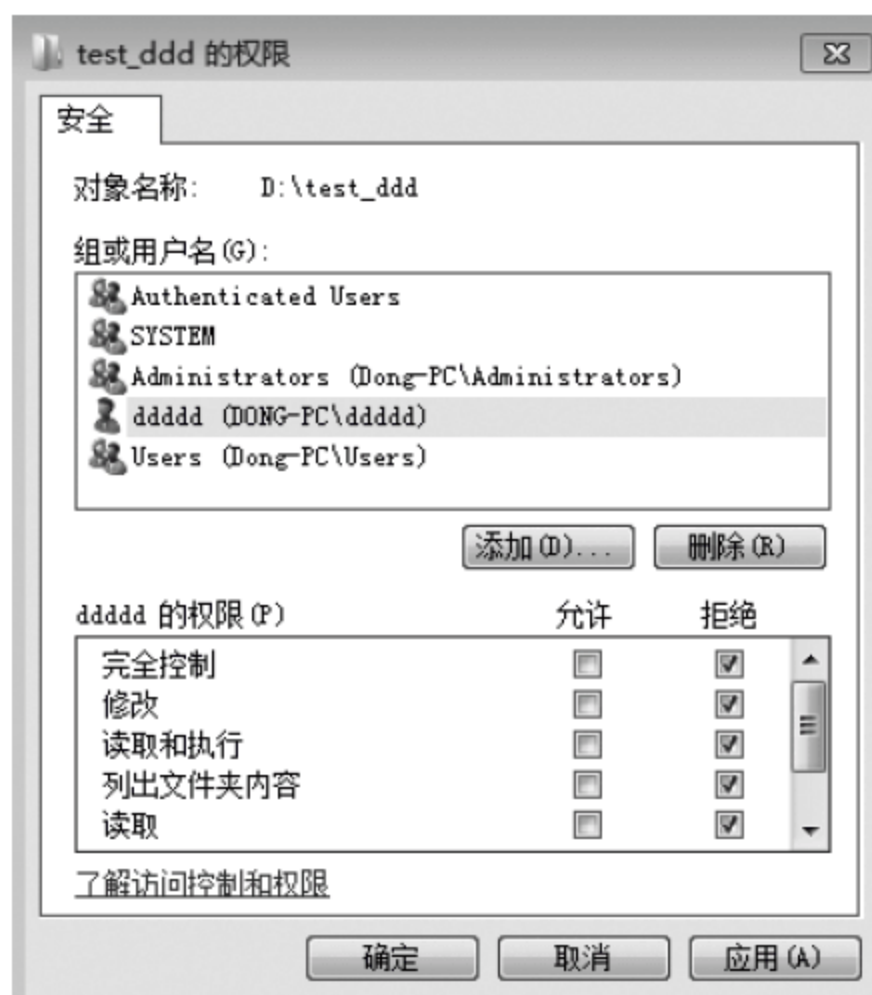 test_ddd 的权限
安全
对象名称: D:\test_ddd
组或用户名(G):
Authenticated Users
SYSTEM
Administrators (Dong-PC\Administrators)
ddddd (DONG-PC\ddddd)
Users (Dong-PC\Users)
添加(D)... 删除(R)
ddddd 的权限(P) 允许 拒绝
完全控制
修改
读取和执行
列出文件夹内容
读取
了解访问控制和权限
确定 取消 应用(A)